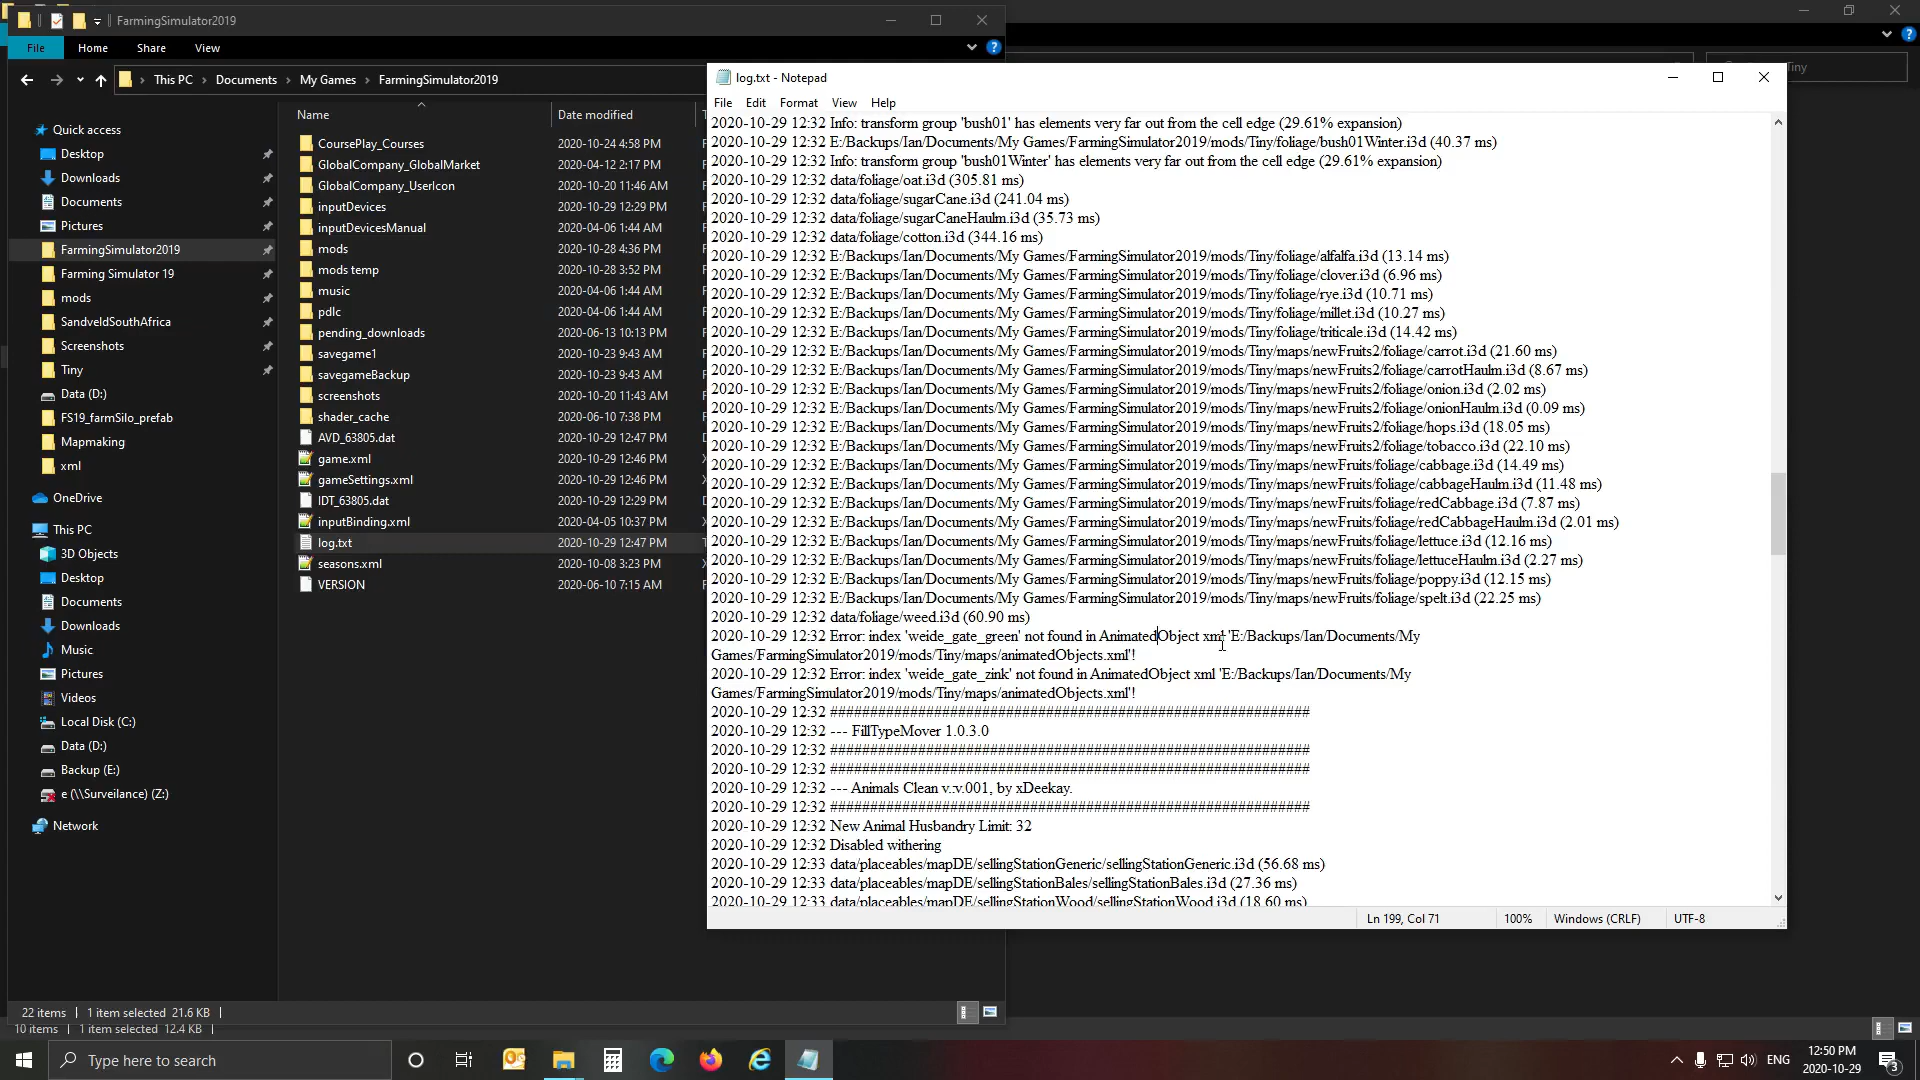 FarmingSimulator2019
File Home Share View
This PC Documents My Games FarmingSimulator2019
Name Date modified
Quick access
Desktop
Downloads
Documents
Pictures
FarmingSimulator2019
Farming Simulator 19
mods
SandveldSouthAfrica
Screenshots
Tiny
Data (D:)
FS19_farmSilo_prefab
Mapmaking
xml
OneDrive
This PC
3D Objects
Desktop
Documents
Downloads
Music
Pictures
Videos
Local Disk (C:)
Data (D:)
Backup (E:)
e (\\Surveilance) (Z:)
Network
CoursePlay_Courses 2020-10-24 4:58 PM
GlobalCompany_GlobalMarket 2020-04-12 2:17 PM
GlobalCompany_UserIcon 2020-10-20 11:46 AM
inputDevices 2020-10-29 12:29 PM
inputDevicesManual 2020-04-06 1:44 AM
mods 2020-10-28 4:36 PM
mods temp 2020-10-28 3:52 PM
music 2020-04-06 1:44 AM
pdlc 2020-04-06 1:44 AM
pending_downloads 2020-06-13 10:13 PM
savegame1 2020-10-23 9:43 AM
savegameBackup 2020-10-23 9:43 AM
screenshots 2020-10-20 11:43 AM
shader_cache 2020-06-10 7:38 PM
AVD_63805.dat 2020-10-29 12:47 PM
game.xml 2020-10-29 12:46 PM
gameSettings.xml 2020-10-29 12:46 PM
IDT_63805.dat 2020-10-29 12:29 PM
inputBinding.xml 2020-04-05 10:37 PM
log.txt 2020-10-29 12:47 PM
seasons.xml 2020-10-08 3:23 PM
VERSION 2020-06-10 7:15 AM
22 items 1 item selected 21.6 KB
10 items 1 item selected 12.4 KB
log.txt - Notepad
File Edit Format View Help
2020-10-29 12:32 Info: transform group 'bush01' has elements very far out from the cell edge (29.61% expansion)
2020-10-29 12:32 E:/Backups/Ian/Documents/My Games/FarmingSimulator2019/mods/Tiny/foliage/bush01Winter.i3d (40.37 ms)
2020-10-29 12:32 Info: transform group 'bush01Winter' has elements very far out from the cell edge (29.61% expansion)
2020-10-29 12:32 data/foliage/oat.i3d (305.81 ms)
2020-10-29 12:32 data/foliage/sugarCane.i3d (241.04 ms)
2020-10-29 12:32 data/foliage/sugarCaneHaulm.i3d (35.73 ms)
2020-10-29 12:32 data/foliage/cotton.i3d (344.16 ms)
2020-10-29 12:32 E:/Backups/Ian/Documents/My Games/FarmingSimulator2019/mods/Tiny/foliage/alfalfa.i3d (13.14 ms)
2020-10-29 12:32 E:/Backups/Ian/Documents/My Games/FarmingSimulator2019/mods/Tiny/foliage/clover.i3d (6.96 ms)
2020-10-29 12:32 E:/Backups/Ian/Documents/My Games/FarmingSimulator2019/mods/Tiny/foliage/rye.i3d (10.71 ms)
2020-10-29 12:32 E:/Backups/Ian/Documents/My Games/FarmingSimulator2019/mods/Tiny/foliage/millet.i3d (10.27 ms)
2020-10-29 12:32 E:/Backups/Ian/Documents/My Games/FarmingSimulator2019/mods/Tiny/foliage/triticale.i3d (14.42 ms)
2020-10-29 12:32 E:/Backups/Ian/Documents/My Games/FarmingSimulator2019/mods/Tiny/maps/newFruits2/foliage/carrot.i3d (21.60 ms)
2020-10-29 12:32 E:/Backups/Ian/Documents/My Games/FarmingSimulator2019/mods/Tiny/maps/newFruits2/foliage/carrotHaulm.i3d (8.67 ms)
2020-10-29 12:32 E:/Backups/Ian/Documents/My Games/FarmingSimulator2019/mods/Tiny/maps/newFruits2/foliage/onion.i3d (2.02 ms)
2020-10-29 12:32 E:/Backups/Ian/Documents/My Games/FarmingSimulator2019/mods/Tiny/maps/newFruits2/foliage/onionHaulm.i3d (0.09 ms)
2020-10-29 12:32 E:/Backups/Ian/Documents/My Games/FarmingSimulator2019/mods/Tiny/maps/newFruits2/foliage/hops.i3d (18.05 ms)
2020-10-29 12:32 E:/Backups/Ian/Documents/My Games/FarmingSimulator2019/mods/Tiny/maps/newFruits2/foliage/tobacco.i3d (22.10 ms)
2020-10-29 12:32 E:/Backups/Ian/Documents/My Games/FarmingSimulator2019/mods/Tiny/maps/newFruits/foliage/cabbage.i3d (14.49 ms)
2020-10-29 12:32 E:/Backups/Ian/Documents/My Games/FarmingSimulator2019/mods/Tiny/maps/newFruits/foliage/cabbageHaulm.i3d (11.48 ms)
2020-10-29 12:32 E:/Backups/Ian/Documents/My Games/FarmingSimulator2019/mods/Tiny/maps/newFruits/foliage/redCabbage.i3d (7.87 ms)
2020-10-29 12:32 E:/Backups/Ian/Documents/My Games/FarmingSimulator2019/mods/Tiny/maps/newFruits/foliage/redCabbageHaulm.i3d (2.01 ms)
2020-10-29 12:32 E:/Backups/Ian/Documents/My Games/FarmingSimulator2019/mods/Tiny/maps/newFruits/foliage/lettuce.i3d (12.16 ms)
2020-10-29 12:32 E:/Backups/Ian/Documents/My Games/FarmingSimulator2019/mods/Tiny/maps/newFruits/foliage/lettuceHaulm.i3d (2.27 ms)
2020-10-29 12:32 E:/Backups/Ian/Documents/My Games/FarmingSimulator2019/mods/Tiny/maps/newFruits/foliage/poppy.i3d (12.15 ms)
2020-10-29 12:32 E:/Backups/Ian/Documents/My Games/FarmingSimulator2019/mods/Tiny/maps/newFruits/foliage/spelt.i3d (22.25 ms)
2020-10-29 12:32 data/foliage/weed.i3d (60.90 ms)
2020-10-29 12:32 Error: index 'weide_gate_green' not found in AnimatedObject xml 'E:/Backups/Ian/Documents/My
Games/FarmingSimulator2019/mods/Tiny/maps/animatedObjects.xml'!
2020-10-29 12:32 Error: index 'weide_gate_zink' not found in AnimatedObject xml 'E:/Backups/Ian/Documents/My
Games/FarmingSimulator2019/mods/Tiny/maps/animatedObjects.xml'!
2020-10-29 12:32 ############################################################
2020-10-29 12:32 --- FillTypeMover 1.0.3.0
2020-10-29 12:32 ############################################################
2020-10-29 12:32 ############################################################
2020-10-29 12:32 --- Animals Clean v.:v.001, by xDeekay.
2020-10-29 12:32 ############################################################
2020-10-29 12:32 New Animal Husbandry Limit: 32
2020-10-29 12:32 Disabled withering
2020-10-29 12:33 data/placeables/mapDE/sellingStationGeneric/sellingStationGeneric.i3d (56.68 ms)
2020-10-29 12:33 data/placeables/mapDE/sellingStationBales/sellingStationBales.i3d (27.36 ms)
2020-10-29 12:33 data/placeables/mapDE/sellingStationWood/sellingStationWood.i3d (18.60 ms)
Ln 199, Col 71 100% Windows (CRLF) UTF-8
Type here to search
ENG
12:50 PM
2020-10-29
3